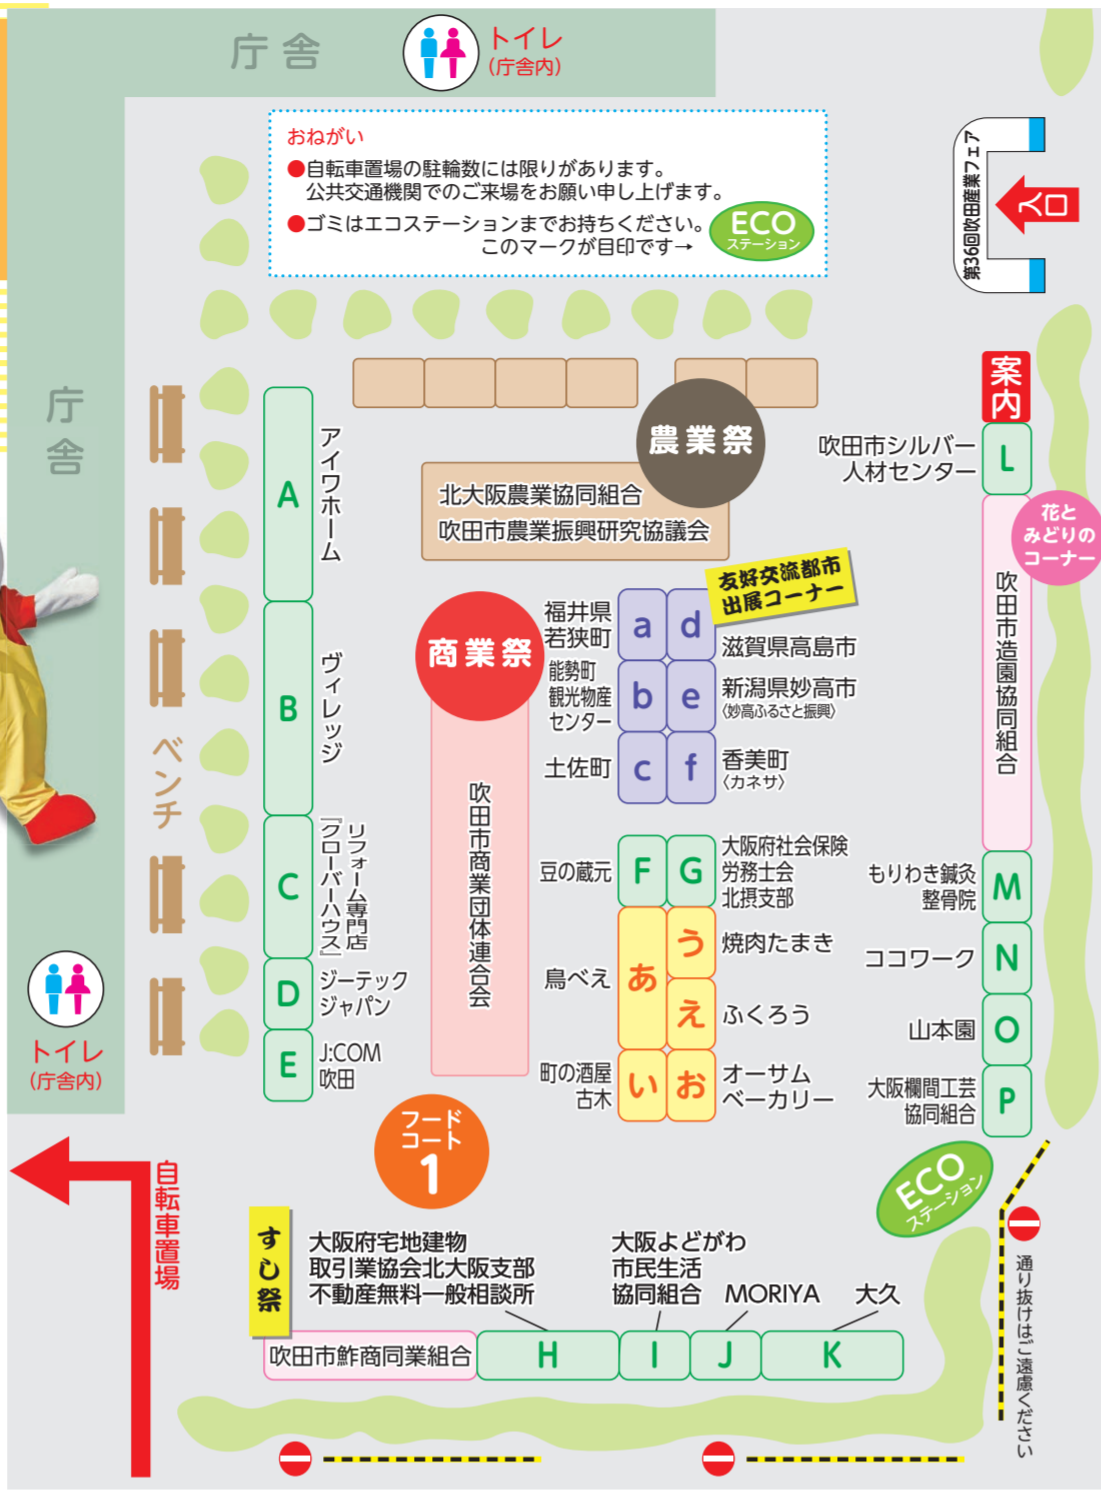 庁舎
トイレ
(庁舎内)
おねがい
●自転車置場の駐輪数には限りがあります。
公共交通機関でのご来場をお願い申し上げます。
●ゴミはエコステーションまでお持ちください。
このマークが目印です→
ECO
ステーション
第36回吹田産業フェア
入口
庁舎
案内
農業祭
北大阪農業協同組合
吹田市農業振興研究協議会
吹田市シルバー
人材センター
L
花と
みどりの
コーナー
吹田市造園協同組合
A
アイワホーム
B
ヴィレッジ
C
リフォーム専門店
「クローバーハウス」
D
ジーテック
ジャパン
E
J:COM
吹田
ベンチ
商業祭
吹田市商業団体連合会
友好交流都市
出展コーナー
福井県
若狭町
a
d
滋賀県高島市
能勢町
観光物産
センター
b
e
新潟県妙高市
〈妙高ふるさと振興〉
土佐町
c
f
香美町
〈カネサ〉
豆の蔵元
F
G
大阪府社会保険
労務士会
北摂支部
鳥べえ
あ
う
焼肉たまき
え
ふくろう
町の酒屋
古木
い
お
オーサム
ベーカリー
もりわき鍼灸
整骨院
M
ココワーク
N
山本園
O
大阪欄間工芸
協同組合
P
トイレ
(庁舎内)
フード
コート
1
ECO
ステーション
自転車置場
すし祭
大阪府宅地建物
取引業協会北大阪支部
不動産無料一般相談所
大阪よどがわ
市民生活
協同組合
MORIYA
大久
吹田市鮓商同業組合
H
I
J
K
通り抜けはご遠慮ください